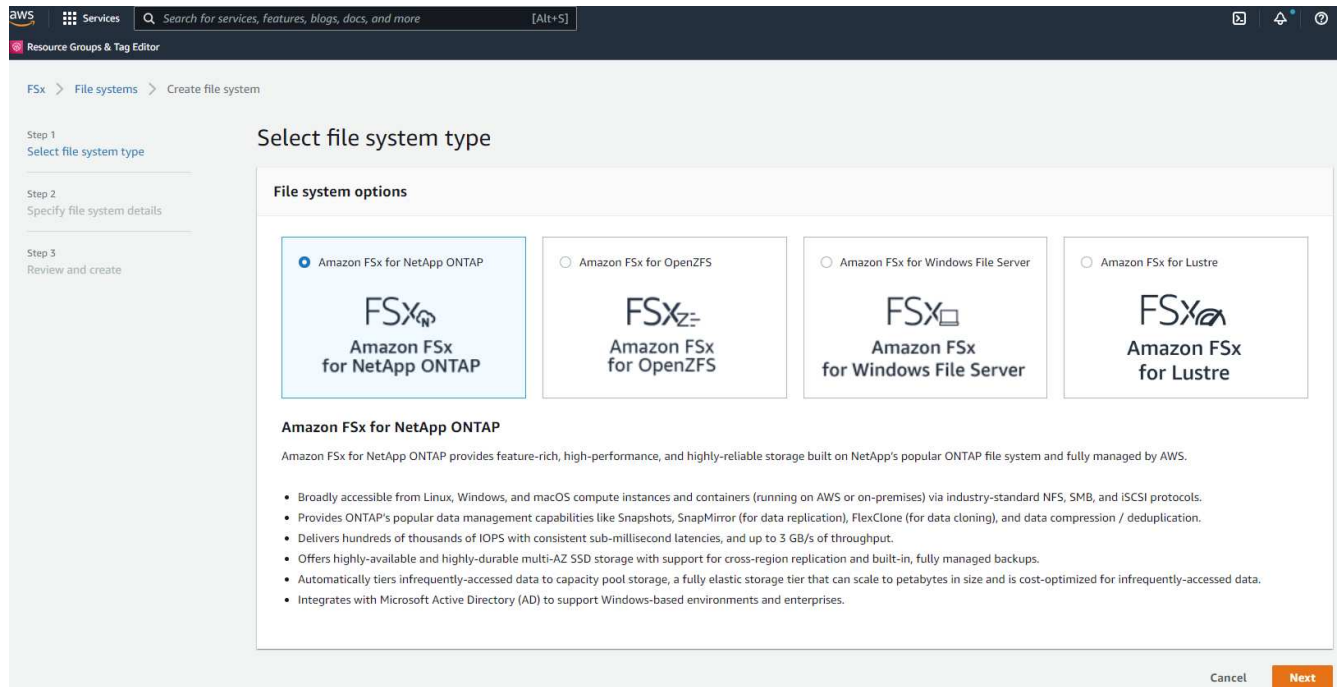 aws
Services
Search for services, features, blogs, docs, and more
[Alt+S]
Resource Groups & Tag Editor
FSx > File systems > Create file system
Step 1
Select file system type
Step 2
Specify file system details
Step 3
Review and create
Select file system type
File system options
Amazon FSx for NetApp ONTAP
FSx N
Amazon FSx
for NetApp ONTAP
Amazon FSx for OpenZFS
FSx Z
Amazon FSx
for OpenZFS
Amazon FSx for Windows File Server
FSx
Amazon FSx
for Windows File Server
Amazon FSx for Lustre
FSx
Amazon FSx
for Lustre
Amazon FSx for NetApp ONTAP
Amazon FSx for NetApp ONTAP provides feature-rich, high-performance, and highly-reliable storage built on NetApp's popular ONTAP file system and fully managed by AWS.
• Broadly accessible from Linux, Windows, and macOS compute instances and containers (running on AWS or on-premises) via industry-standard NFS, SMB, and iSCSI protocols.
• Provides ONTAP's popular data management capabilities like Snapshots, SnapMirror (for data replication), FlexClone (for data cloning), and data compression / deduplication.
• Delivers hundreds of thousands of IOPS with consistent sub-millisecond latencies, and up to 3 GB/s of throughput.
• Offers highly-available and highly-durable multi-AZ SSD storage with support for cross-region replication and built-in, fully managed backups.
• Automatically tiers infrequently-accessed data to capacity pool storage, a fully elastic storage tier that can scale to petabytes in size and is cost-optimized for infrequently-accessed data.
• Integrates with Microsoft Active Directory (AD) to support Windows-based environments and enterprises.
Cancel
Next